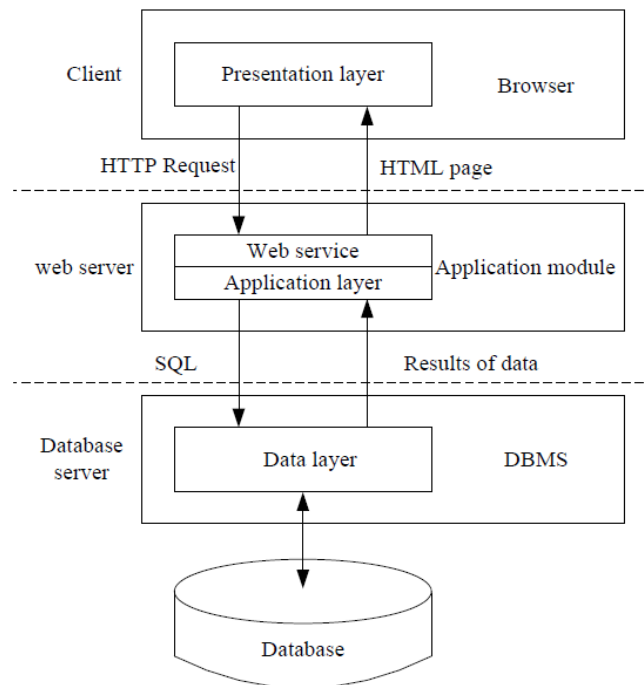 Client
Presentation layer
Browser
HTTP Request
HTML page
web server
Web service
Application layer
Application module
SQL
Results of data
Database
server
Data layer
DBMS
Database